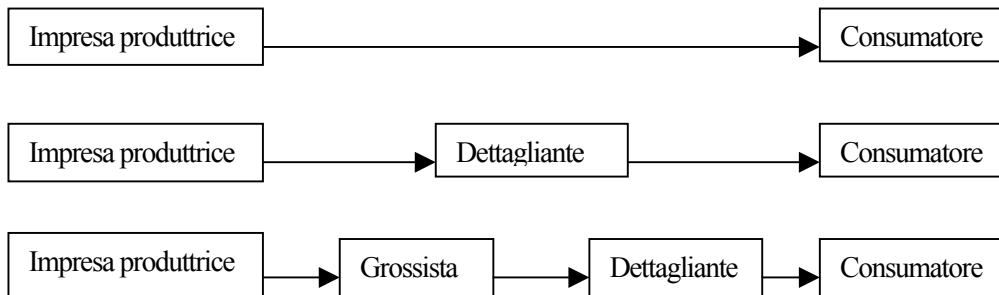 Impresa produttrice Consumatore
Impresa produttrice Dettagliante Consumatore
Impresa produttrice Grossista Dettagliante Consumatore